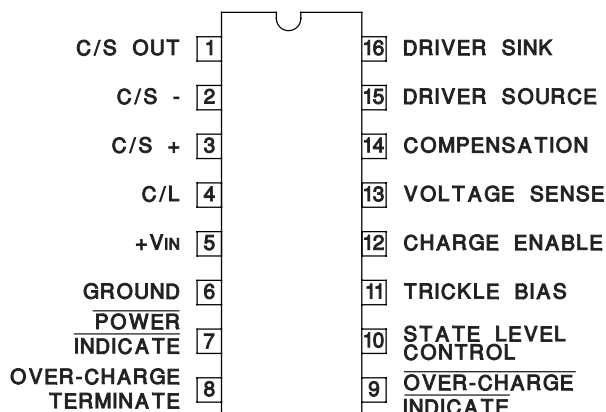 C/S OUT 1
16 DRIVER SINK
C/S - 2
15 DRIVER SOURCE
C/S + 3
14 COMPENSATION
C/L 4
13 VOLTAGE SENSE
+VIN 5
12 CHARGE ENABLE
GROUND 6
11 TRICKLE BIAS
POWER
INDICATE 7
10 STATE LEVEL
CONTROL
OVER-CHARGE
TERMINATE 8
9 OVER-CHARGE
INDICATE